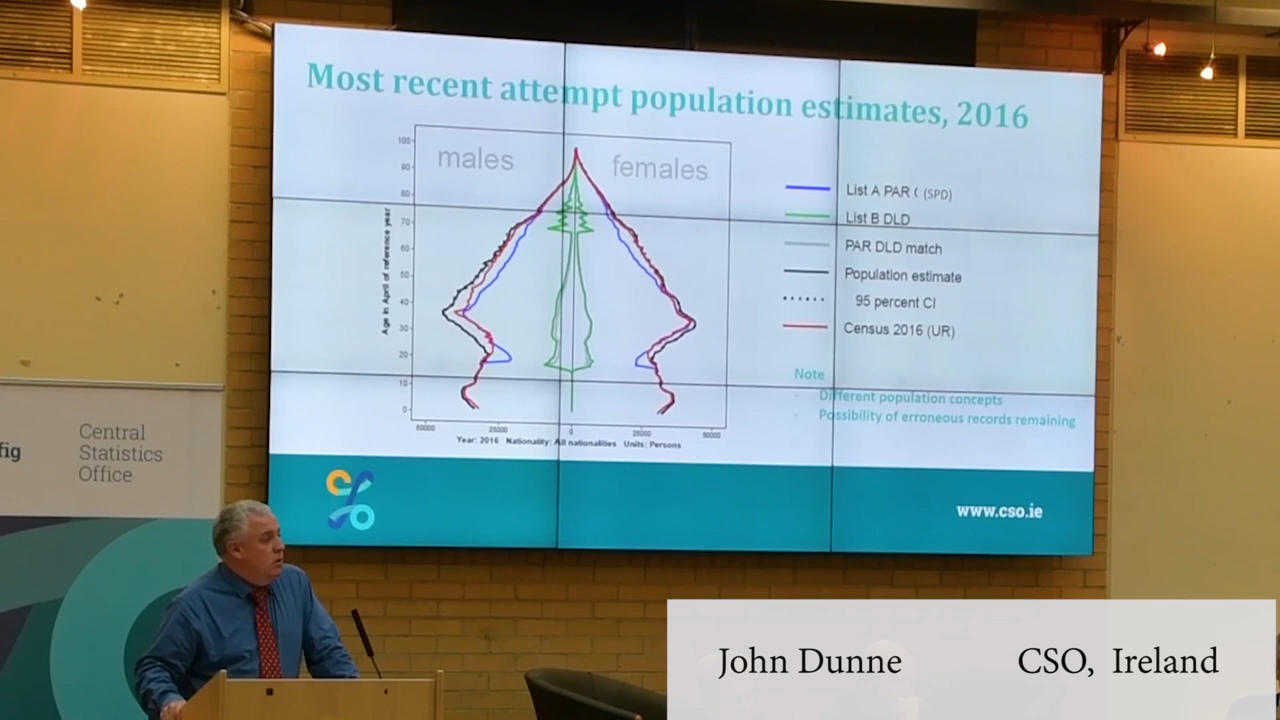 Most recent attempt population estimates, 2016
males
females
100
90
80
70
60
50
40
30
20
10
0
Age in April of reference year
50000
25000
0
25000
50000
Year: 2016 Nationality: All nationalities Units: Persons
List A PAR ( (SPD)
List B DLD
PAR DLD match
Population estimate
95 percent CI
Census 2016 (UR)
Note
- Different population concepts
- Possibility of erroneous records remaining
www.cso.ie
fig
Central
Statistics
Office
John Dunne CSO, Ireland